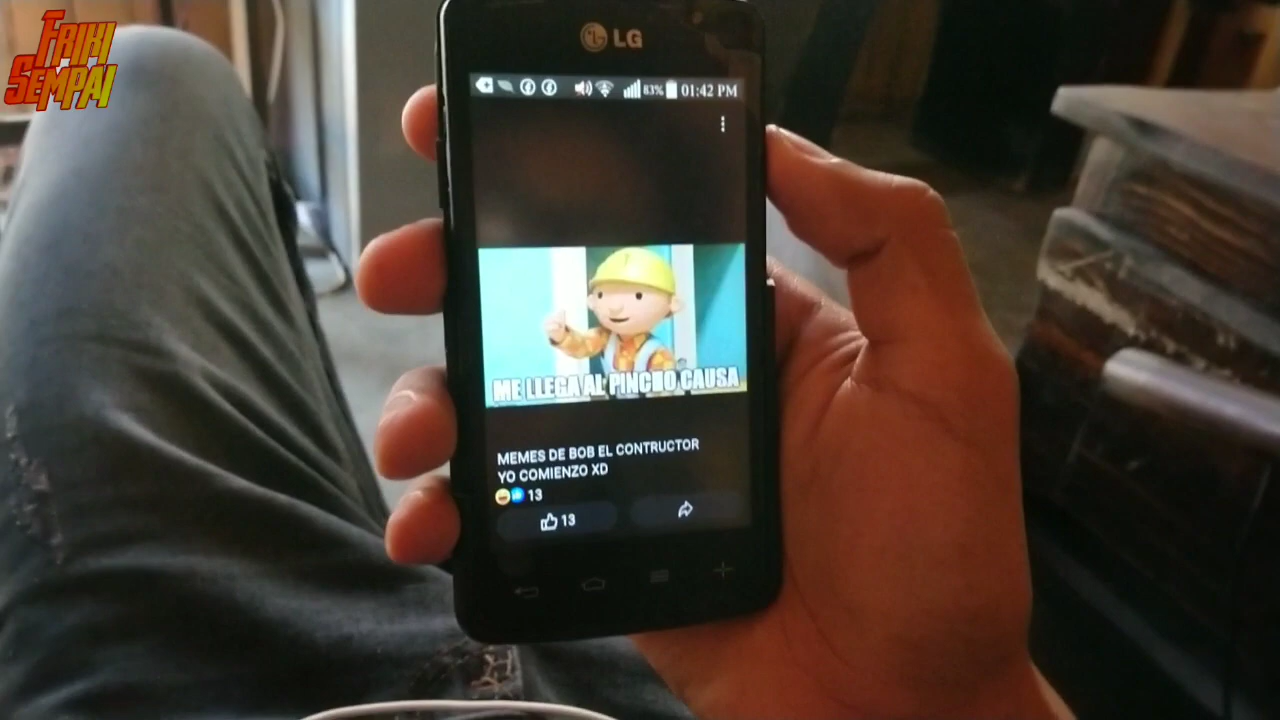 FRIKI
SEMPAI
LG
83% 01:42 PM
ME LLEGA AL PINCHO CAUSA
MEMES DE BOB EL CONTRUCTOR
YO COMIENZO XD
13
13